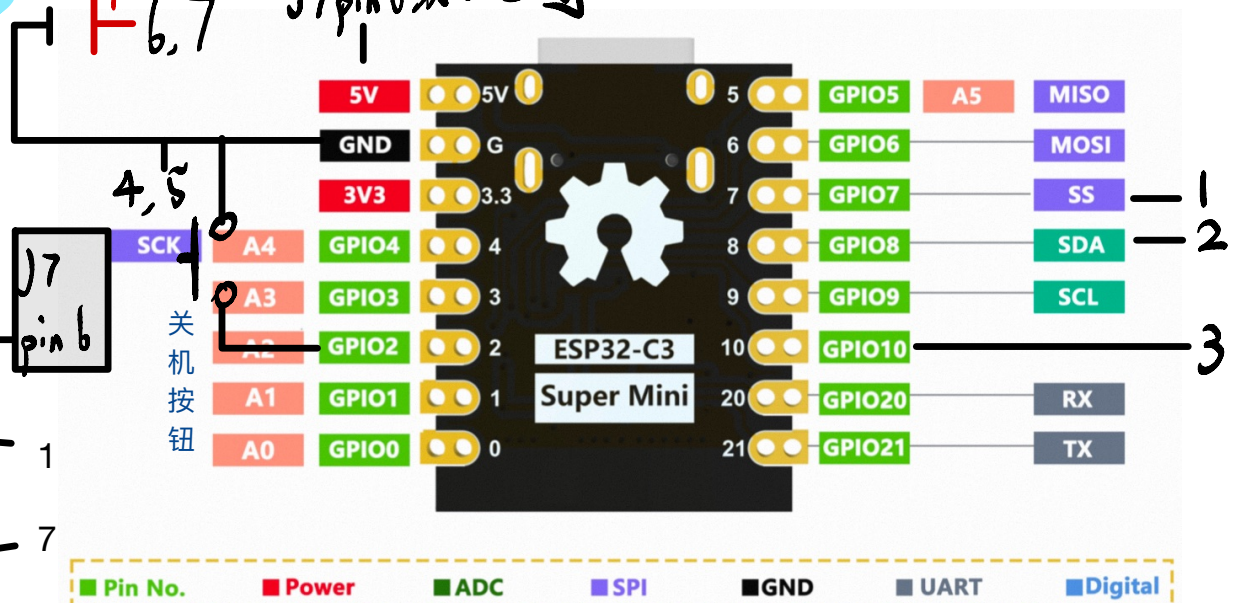 6,7
5V 5V 5 GPIO5 A5 MISO
GND G 6 GPIO6 MOSI
4,5
3V3 3.3 7 GPIO7 SS 1
SCK A4 GPIO4 4 8 GPIO8 SDA 2
J7
pin 6
A3 GPIO3 3 9 GPIO9 SCL
关机按钮
A2 GPIO2 2 ESP32-C3 10 GPIO10 3
A1 GPIO1 1 Super Mini 20 GPIO20 RX
A0 GPIO0 0 21 GPIO21 TX
1
7
Pin No. Power ADC SPI GND UART Digital